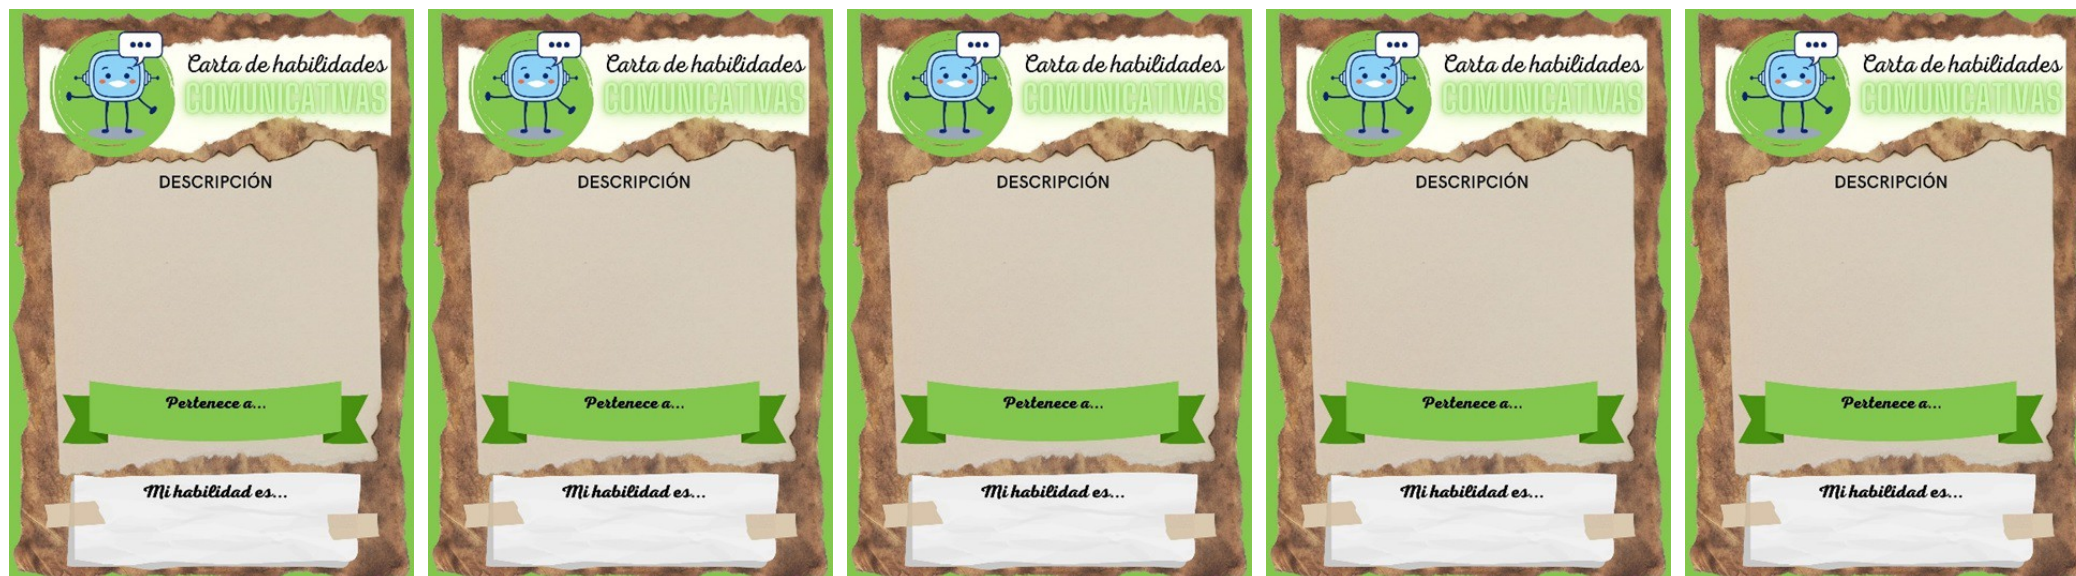 Carta de habilidades
COMUNICATIVAS
DESCRIPCIÓN
Pertenece a...
Mi habilidad es...
Carta de habilidades
COMUNICATIVAS
DESCRIPCIÓN
Pertenece a...
Mi habilidad es...
Carta de habilidades
COMUNICATIVAS
DESCRIPCIÓN
Pertenece a...
Mi habilidad es...
Carta de habilidades
COMUNICATIVAS
DESCRIPCIÓN
Pertenece a...
Mi habilidad es...
Carta de habilidades
COMUNICATIVAS
DESCRIPCIÓN
Pertenece a...
Mi habilidad es...